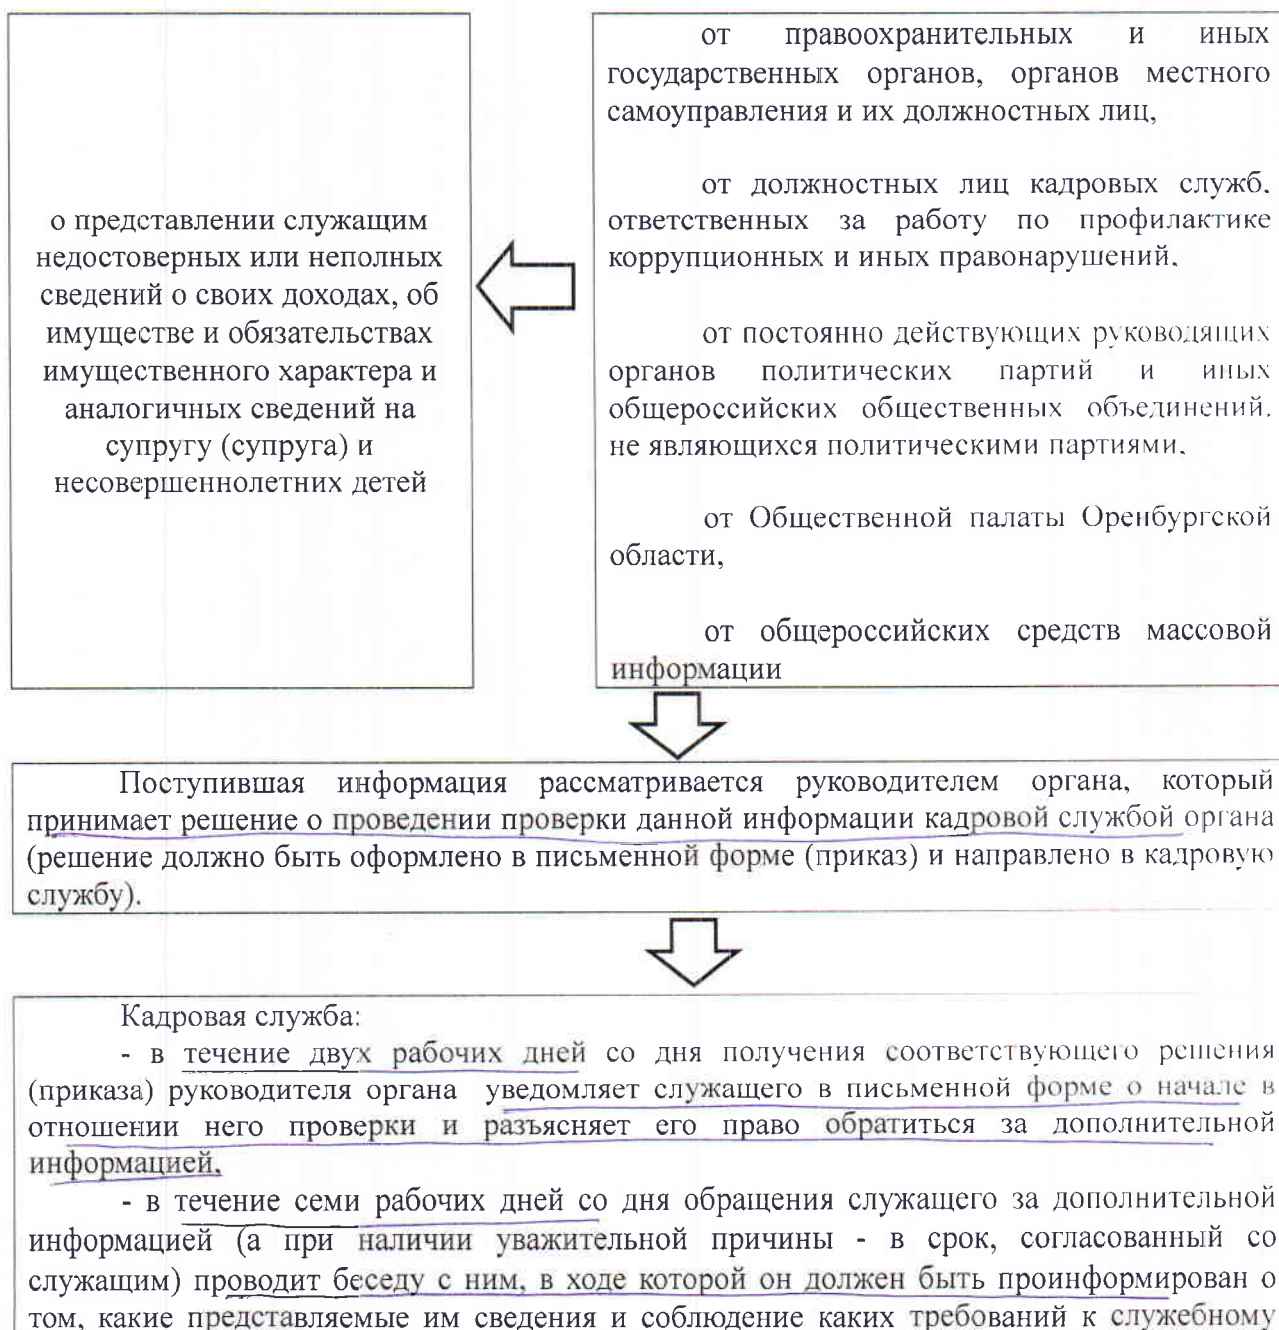 о представлении служащим
недостоверных или неполных
сведений о своих доходах, об
имуществе и обязательствах
имущественного характера и
аналогичных сведений на
супругу (супруга) и
несовершеннолетних детей
от правоохранительных и иных
государственных органов, органов местного
самоуправления и их должностных лиц,
от должностных лиц кадровых служб,
ответственных за работу по профилактике
коррупционных и иных правонарушений,
от постоянно действующих руководящих
органов политических партий и иных
общероссийских общественных объединений,
не являющихся политическими партиями,
от Общественной палаты Оренбургской
области,
от общероссийских средств массовой
информации
Поступившая информация рассматривается руководителем органа, который
принимает решение о проведении проверки данной информации кадровой службой органа
(решение должно быть оформлено в письменной форме (приказ) и направлено в кадровую
службу).
Кадровая служба:
- в течение двух рабочих дней со дня получения соответствующего решения
(приказа) руководителя органа уведомляет служащего в письменной форме о начале в
отношении него проверки и разъясняет его право обратиться за дополнительной
информацией,
- в течение семи рабочих дней со дня обращения служащего за дополнительной
информацией (а при наличии уважительной причины - в срок, согласованный со
служащим) проводит беседу с ним, в ходе которой он должен быть проинформирован о
том, какие представляемые им сведения и соблюдение каких требований к служебному